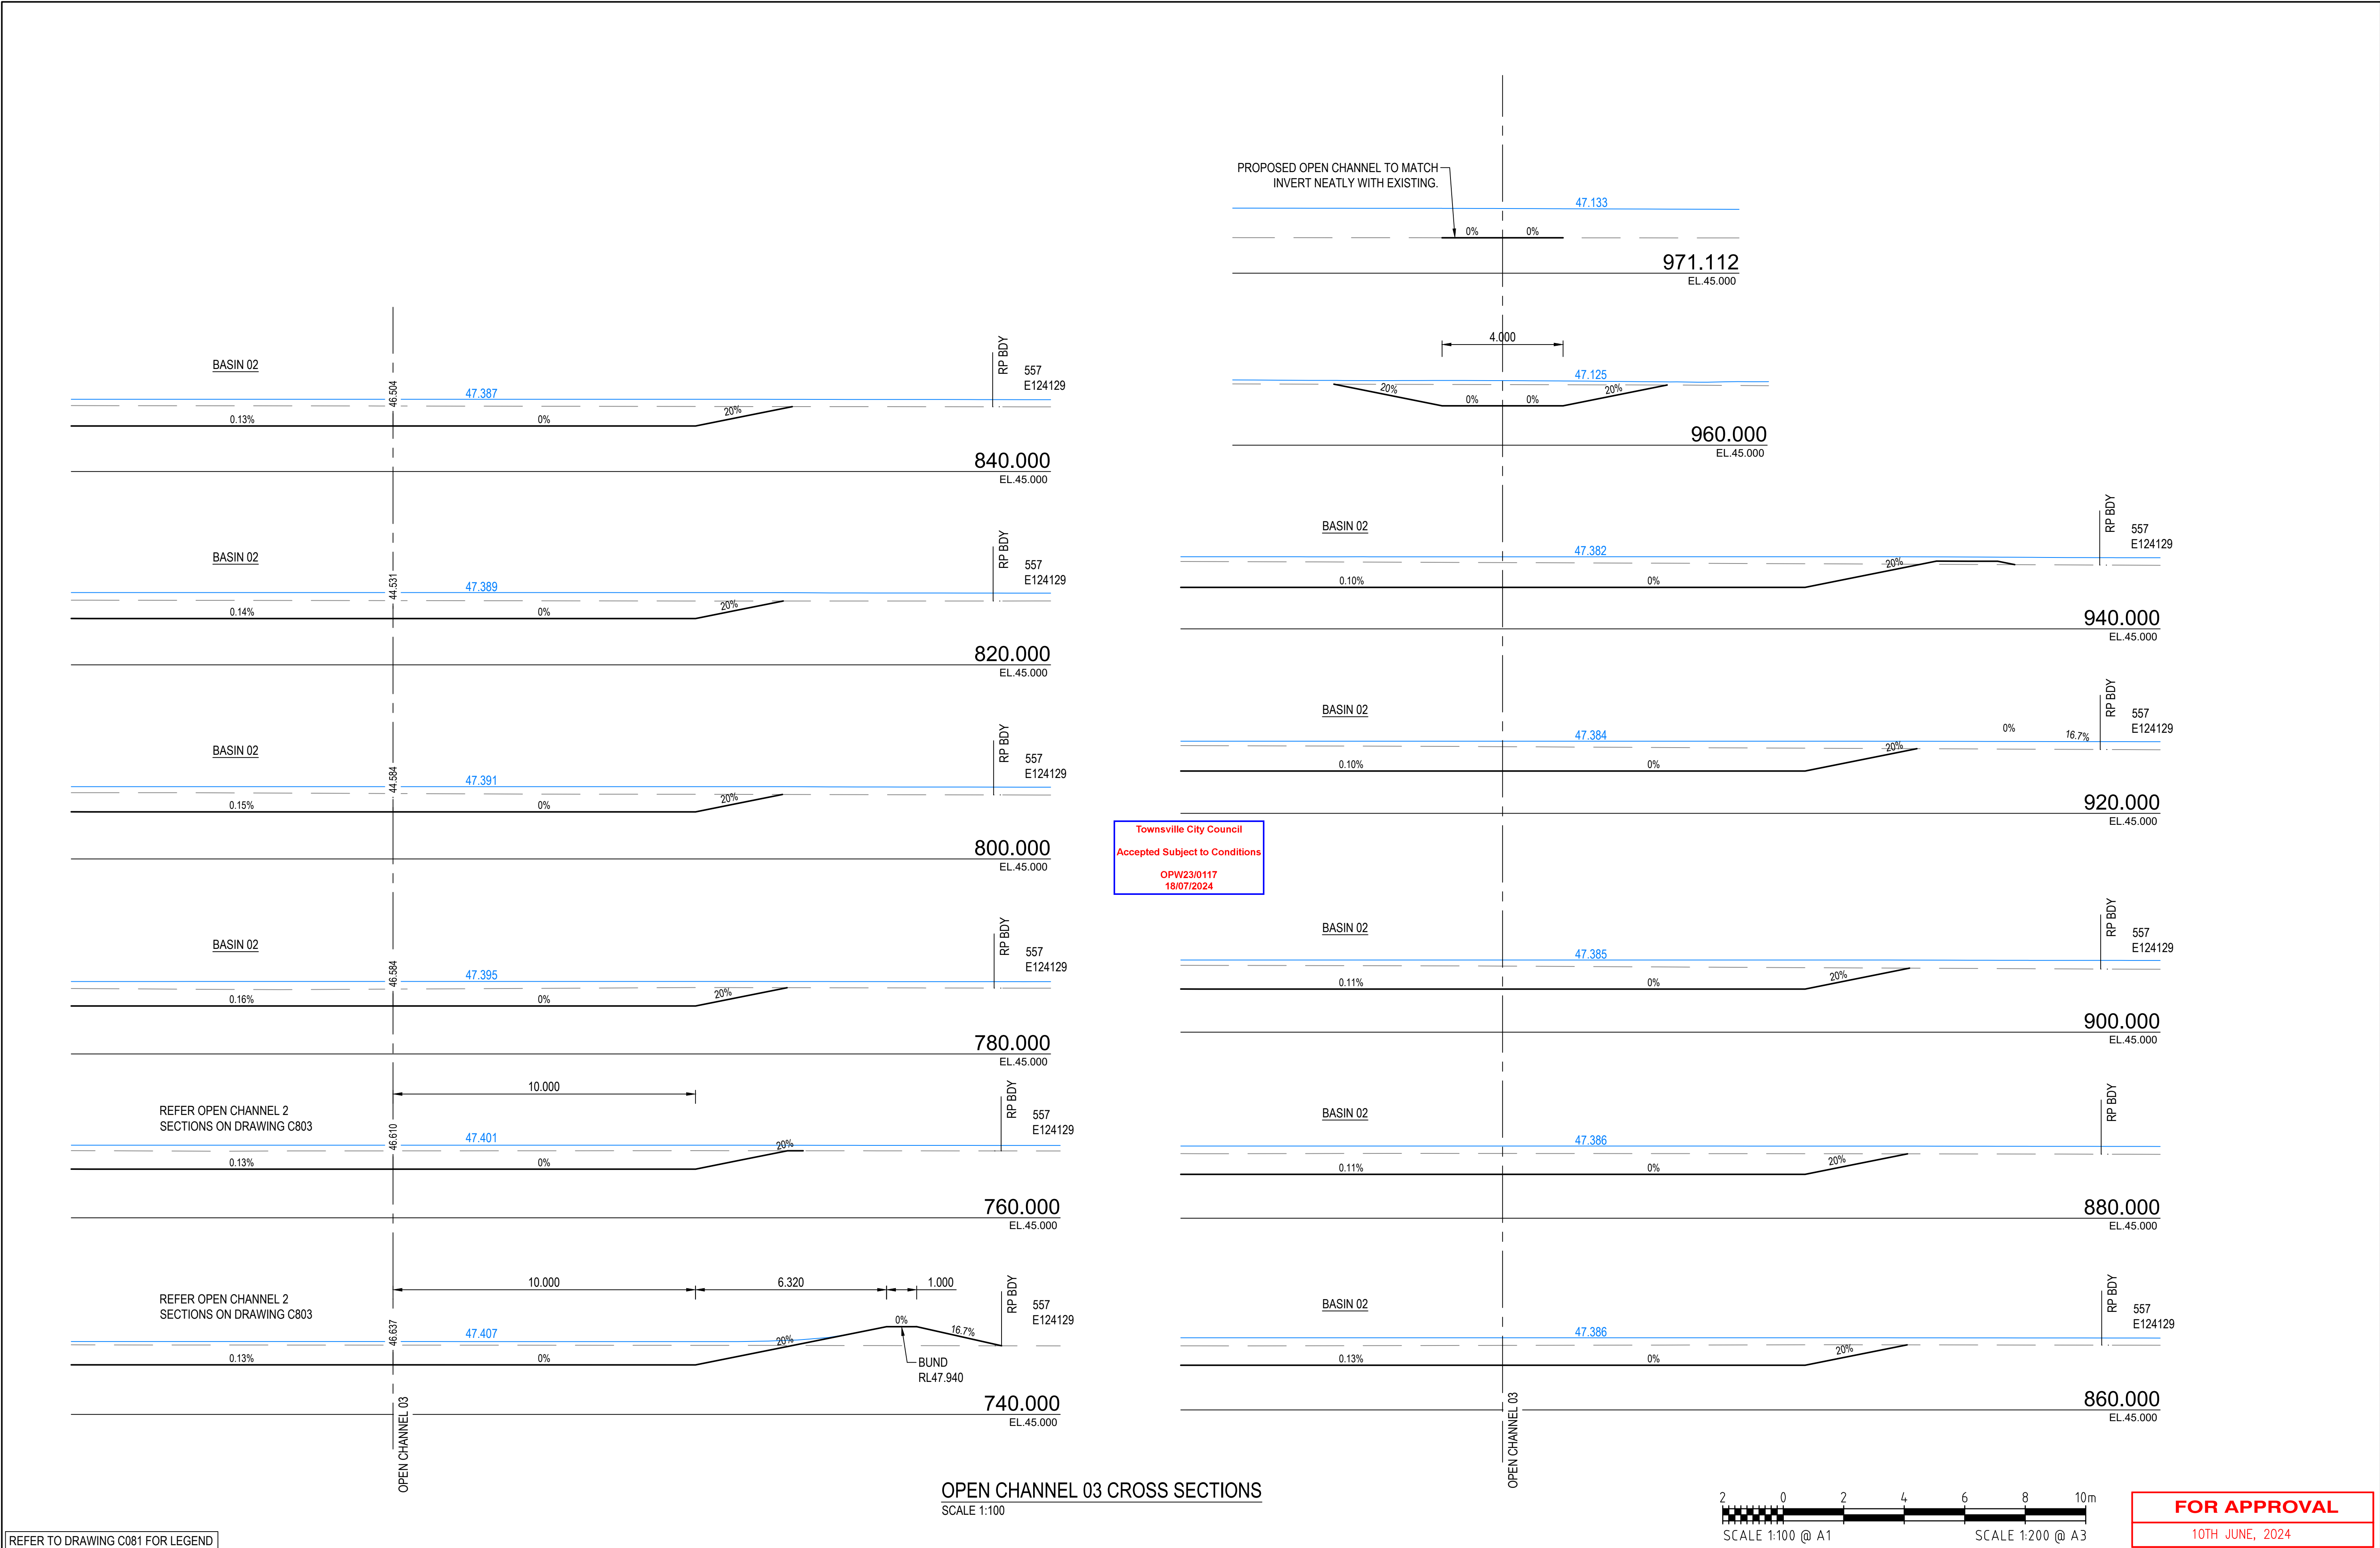 BASIN 02
46.504
47.387
RP BDY
557
E124129
0.13%
0%
20%
840.000
EL.45.000
BASIN 02
44.531
47.389
RP BDY
557
E124129
0.14%
0%
20%
820.000
EL.45.000
BASIN 02
44.584
47.391
RP BDY
557
E124129
0.15%
0%
20%
800.000
EL.45.000
BASIN 02
46.584
47.395
RP BDY
557
E124129
0.16%
0%
20%
780.000
EL.45.000
10.000
REFER OPEN CHANNEL 2
SECTIONS ON DRAWING C803
46.610
47.401
RP BDY
557
E124129
0.13%
0%
20%
760.000
EL.45.000
10.000
6.320
1.000
REFER OPEN CHANNEL 2
SECTIONS ON DRAWING C803
46.637
47.407
RP BDY
557
E124129
0.13%
0%
20%
0%
16.7%
BUND
RL47.940
740.000
EL.45.000
OPEN CHANNEL 03
PROPOSED OPEN CHANNEL TO MATCH
INVERT NEATLY WITH EXISTING.
47.133
0%
0%
971.112
EL.45.000
4.000
47.125
20%
0%
0%
20%
960.000
EL.45.000
BASIN 02
47.382
RP BDY
557
E124129
0.10%
0%
20%
940.000
EL.45.000
BASIN 02
47.384
RP BDY
557
E124129
0%
16.7%
0.10%
0%
20%
920.000
EL.45.000
Townsville City Council
Accepted Subject to Conditions
OPW23/0117
18/07/2024
BASIN 02
47.385
RP BDY
557
E124129
0.11%
0%
20%
900.000
EL.45.000
BASIN 02
47.386
RP BDY
0.11%
0%
20%
880.000
EL.45.000
BASIN 02
47.386
RP BDY
557
E124129
0.13%
0%
20%
860.000
EL.45.000
OPEN CHANNEL 03
OPEN CHANNEL 03 CROSS SECTIONS
SCALE 1:100
2 0 2 4 6 8 10m
SCALE 1:100 @ A1
SCALE 1:200 @ A3
FOR APPROVAL
10TH JUNE, 2024
REFER TO DRAWING C081 FOR LEGEND